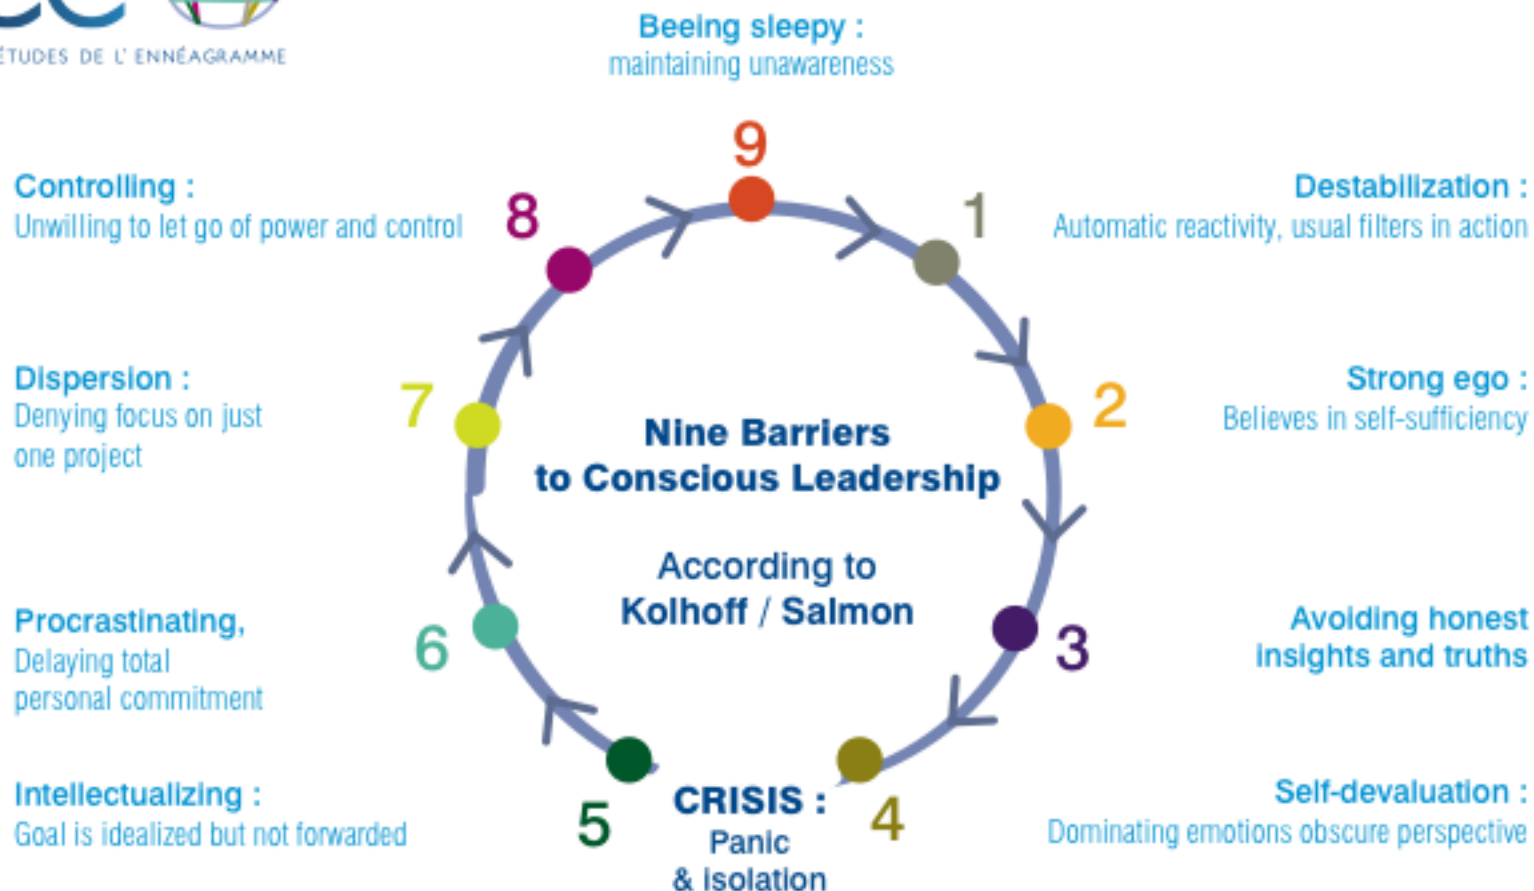 ÉTUDES DE L' ENNÉAGRAMME
Beeing sleepy :
maintaining unawareness
9
Controlling :
Unwilling to let go of power and control
8
1
Destabilization :
Automatic reactivity, usual filters in action
Dispersion :
Denying focus on just
one project
7
2
Strong ego :
Believes in self-sufficiency
Nine Barriers
to Conscious Leadership
According to
Kolhoff / Salmon
Procrastinating,
Delaying total
personal commitment
6
3
Avoiding honest
insights and truths
Intellectualizing :
Goal is idealized but not forwarded
5
CRISIS :
Panic
& isolation
4
Self-devaluation :
Dominating emotions obscure perspective